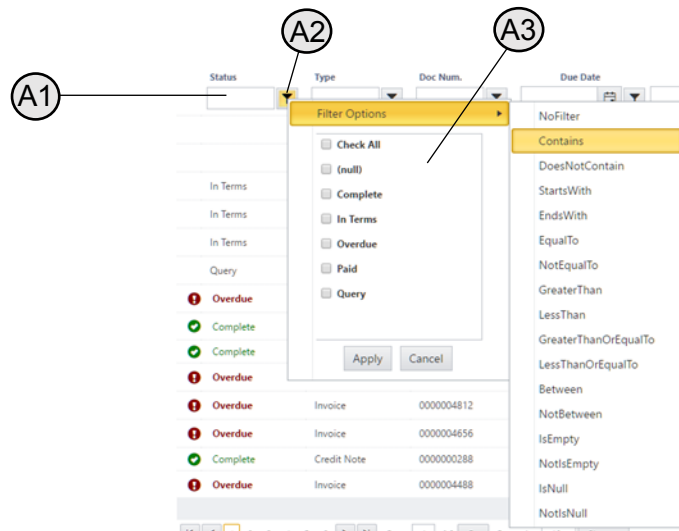 A2
A3
A1
Status Type Doc Num. Due Date
Filter Options
NoFilter
Check All
Contains
(null)
DoesNotContain
In Terms
Complete
StartsWith
In Terms
In Terms
EndsWith
In Terms
Overdue
EqualTo
Query
Paid
NotEqualTo
Overdue
Query
GreaterThan
Complete
LessThan
Complete
Apply Cancel
GreaterThanOrEqualTo
Overdue
LessThanOrEqualTo
Between
Overdue Invoice 0000004812
NotBetween
Overdue Invoice 0000004656
IsEmpty
Complete Credit Note 0000000288
NotIsEmpty
Overdue Invoice 0000004488
IsNull
NotIsNull